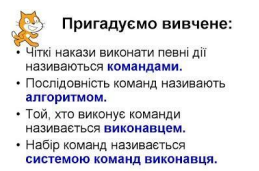 Пригадуємо вивчене:
• Чіткі накази виконати певні дії
називаються командами.
• Послідовність команд називають
алгоритмом.
• Той, хто виконує команди
називається виконавцем.
• Набір команд називається
системою команд виконавця.